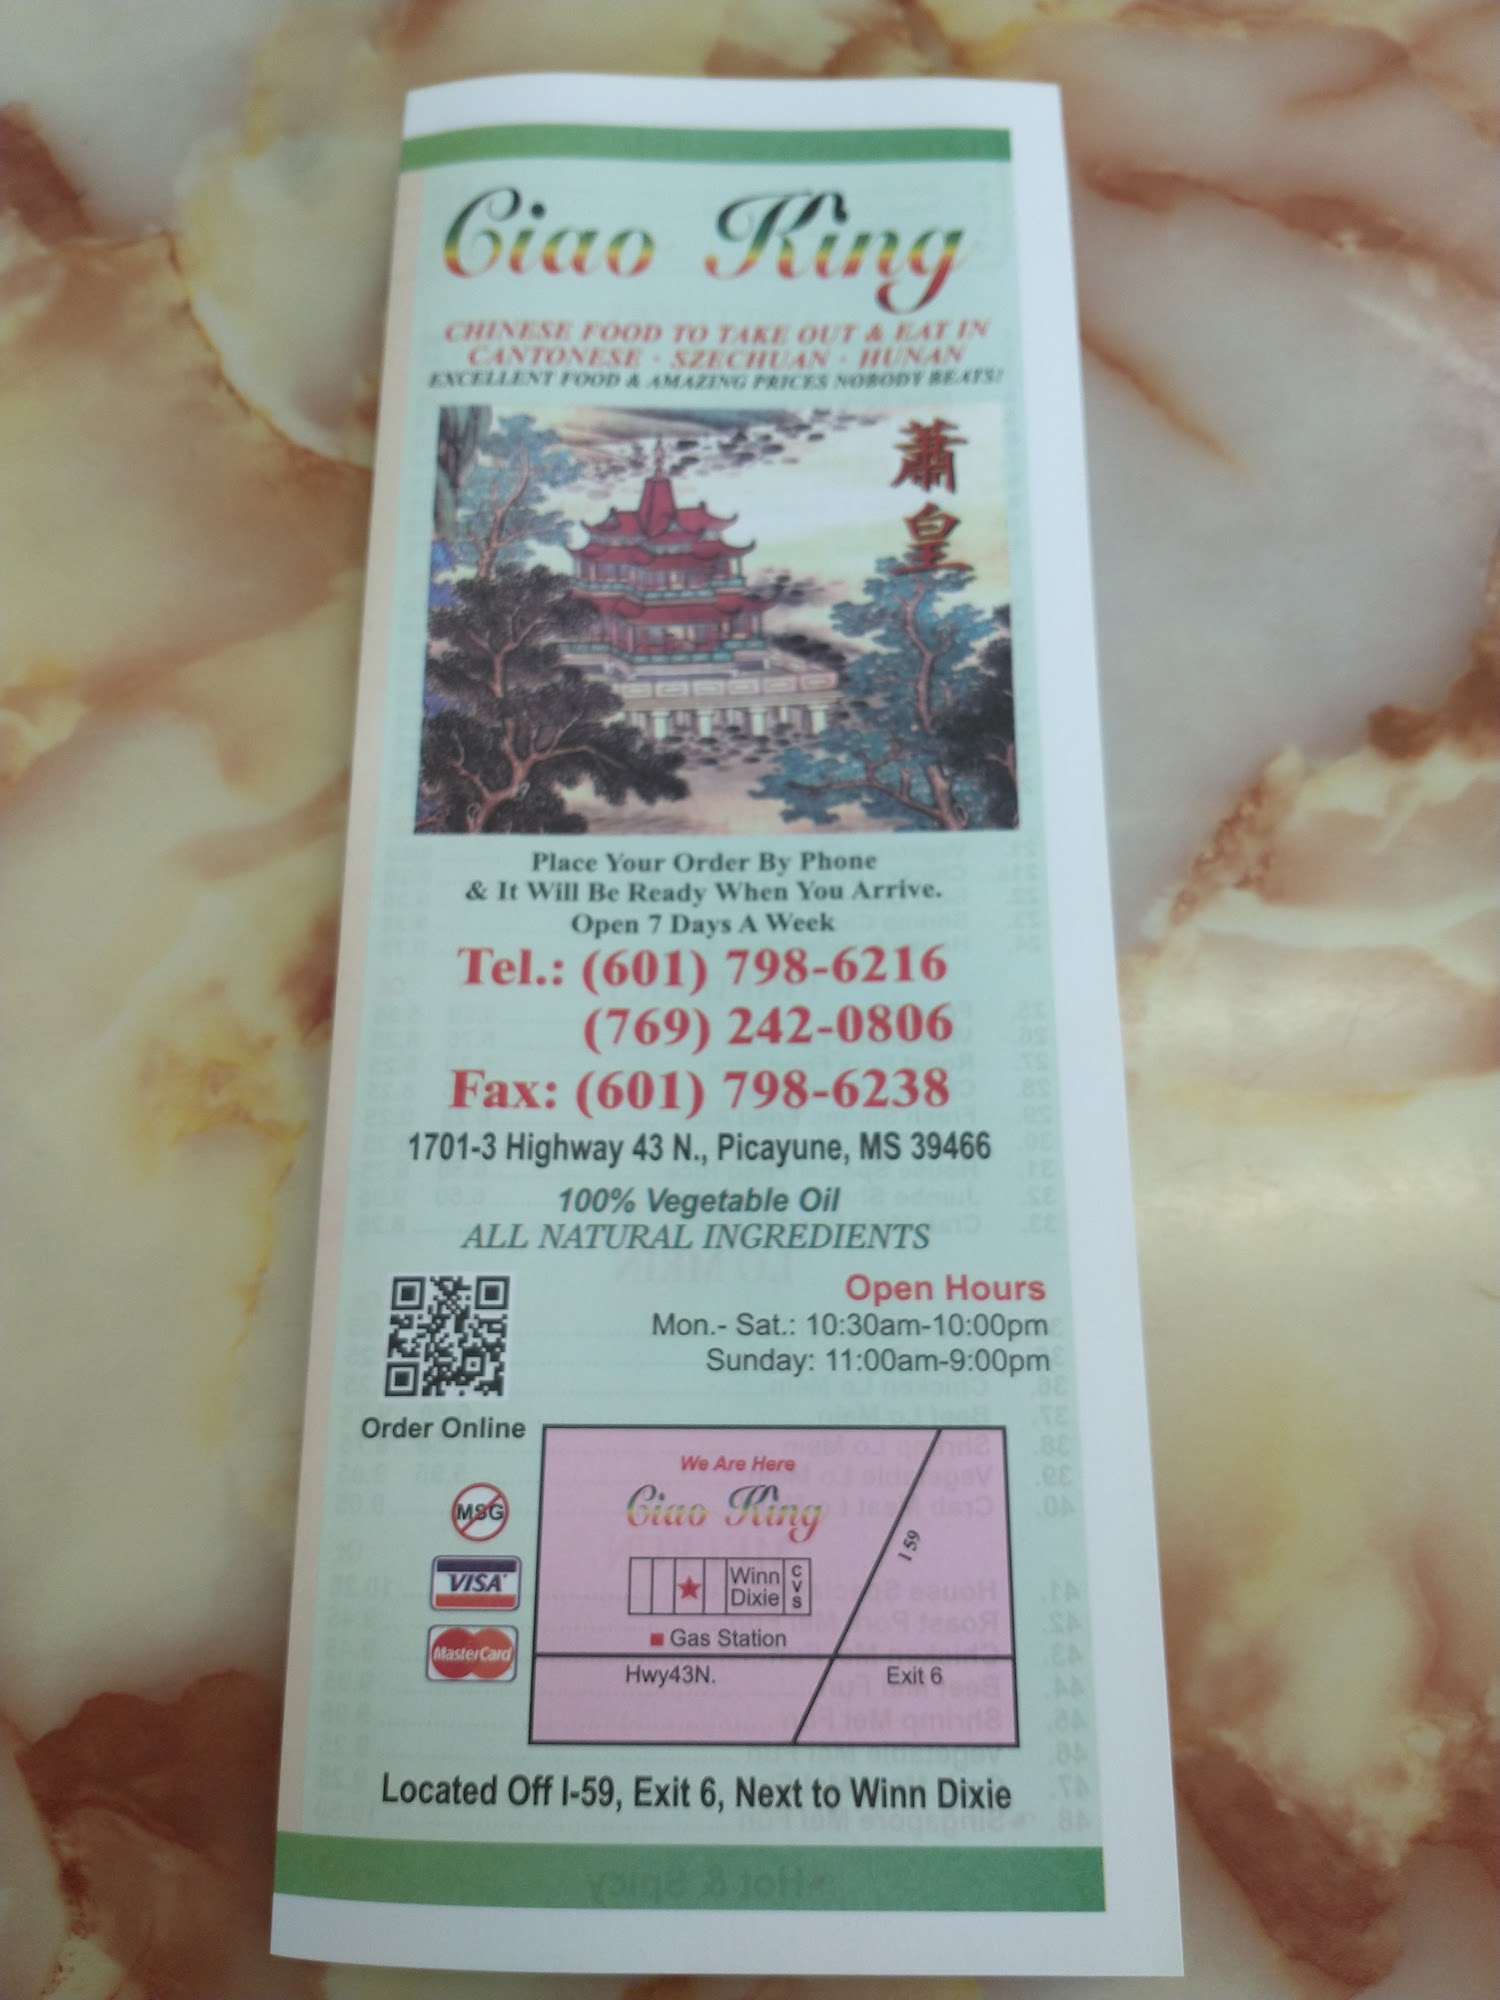 Ciao King
CHINESE FOOD TO TAKE OUT & EAT IN
CANTONESE · SZECHUAN · HUNAN
EXCELLENT FOOD & AMAZING PRICES NOBODY BEATS!
蕭
皇
Place Your Order By Phone
& It Will Be Ready When You Arrive.
Open 7 Days A Week
Tel.: (601) 798-6216
(769) 242-0806
Fax: (601) 798-6238
1701-3 Highway 43 N., Picayune, MS 39466
100% Vegetable Oil
ALL NATURAL INGREDIENTS
Open Hours
Mon.- Sat.: 10:30am-10:00pm
Sunday: 11:00am-9:00pm
Order Online
MSG
VISA
MasterCard
We Are Here
Ciao King
Winn
Dixie
CVS
Gas Station
I 59
Hwy43N.
Exit 6
Located Off I-59, Exit 6, Next to Winn Dixie